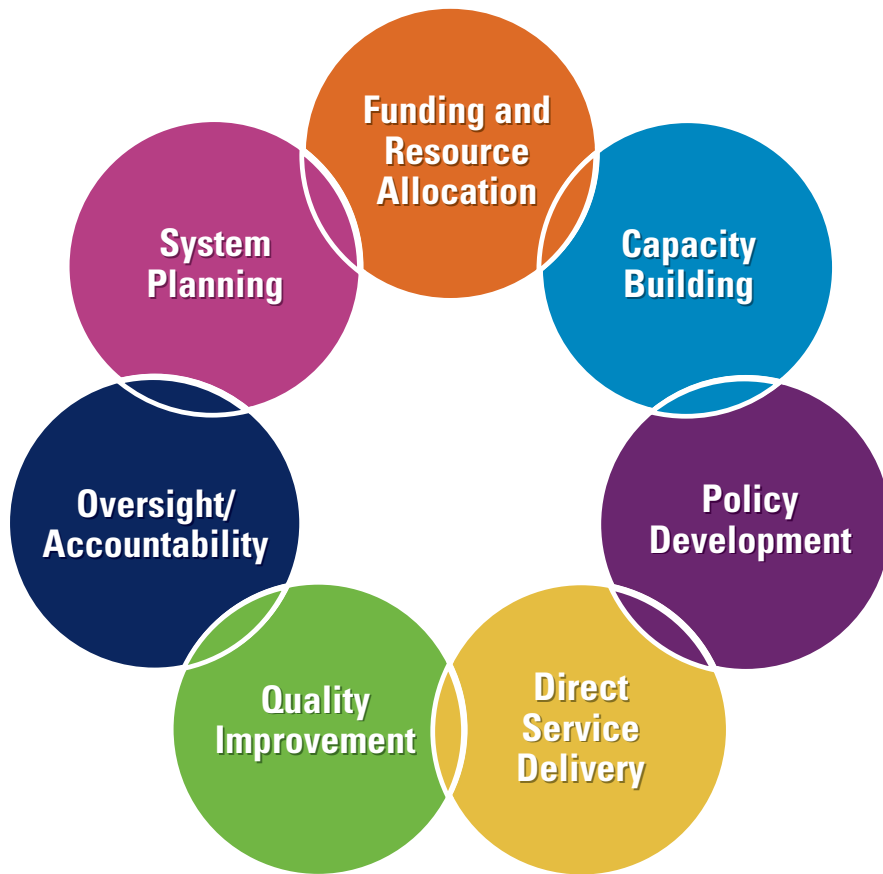 Funding and
Resource
Allocation
Capacity
Building
Policy
Development
Direct
Service
Delivery
Quality
Improvement
Oversight/
Accountability
System
Planning